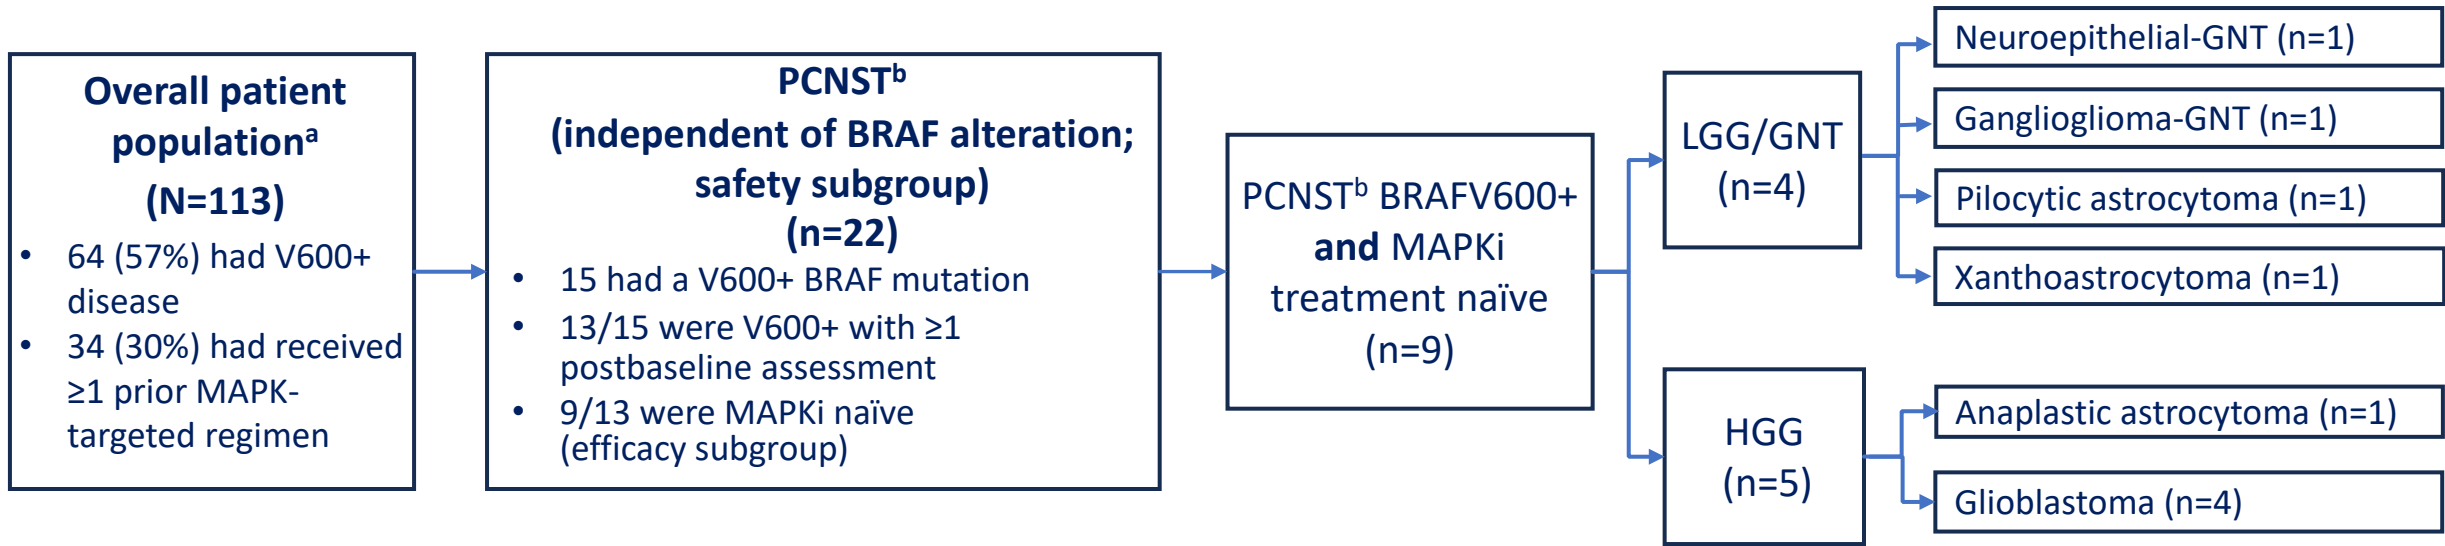 Overall patient
populationᵃ
(N=113)
• 64 (57%) had V600+
disease
• 34 (30%) had received
≥1 prior MAPK-
targeted regimen
PCNSTᵇ
(independent of BRAF alteration;
safety subgroup)
(n=22)
• 15 had a V600+ BRAF mutation
• 13/15 were V600+ with ≥1
postbaseline assessment
• 9/13 were MAPKi naïve
(efficacy subgroup)
PCNSTᵇ BRAFV600+
and MAPKi
treatment naïve
(n=9)
LGG/GNT
(n=4)
Neuroepithelial-GNT (n=1)
Ganglioglioma-GNT (n=1)
Pilocytic astrocytoma (n=1)
Xanthoastrocytoma (n=1)
HGG
(n=5)
Anaplastic astrocytoma (n=1)
Glioblastoma (n=4)